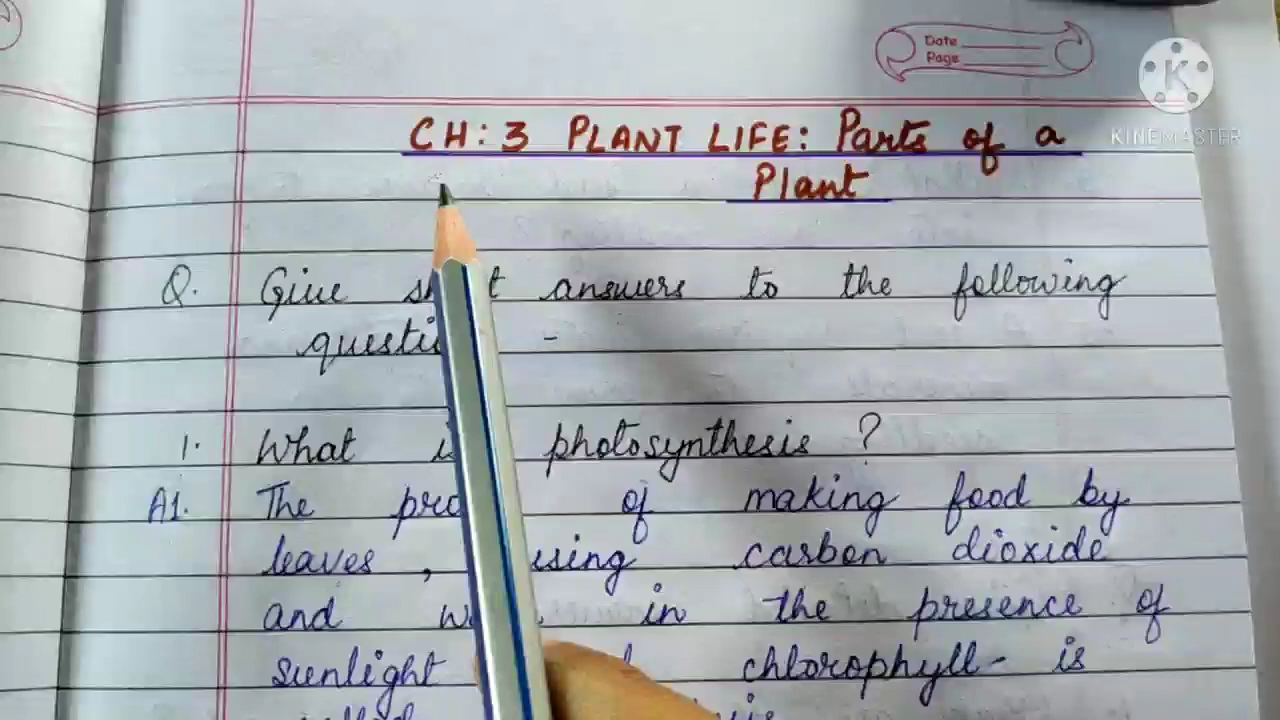 Date
Page
KINEMASTER
CH: 3 PLANT LIFE: Parts of a
Plant
Q. Give answers to the following
-
1. What photosynthesis ?
A1. The of making food by
leaves , using carbon dioxide
and in the presence of
sunlight chlorophyll- is